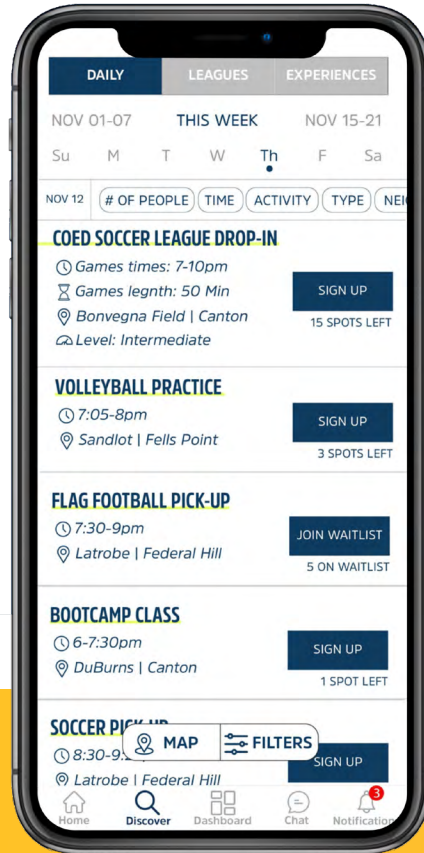 DAILY LEAGUES EXPERIENCES
NOV 01-07 THIS WEEK NOV 15-21
Su M T W Th F Sa
NOV 12 # OF PEOPLE TIME ACTIVITY TYPE
COED SOCCER LEAGUE DROP-IN
Games times: 7-10pm
Games legnth: 50 Min
Bonvegna Field | Canton
Level: Intermediate
SIGN UP
15 SPOTS LEFT
VOLLEYBALL PRACTICE
7:05-8pm
Sandlot | Fells Point
SIGN UP
3 SPOTS LEFT
FLAG FOOTBALL PICK-UP
7:30-9pm
Latrobe | Federal Hill
JOIN WAITLIST
5 ON WAITLIST
BOOTCAMP CLASS
6-7:30pm
DuBurns | Canton
SIGN UP
1 SPOT LEFT
SOCCER
Latrobe | Federal Hill
SIGN UP
MAP FILTERS
Home Discover Dashboard Chat Notification
3